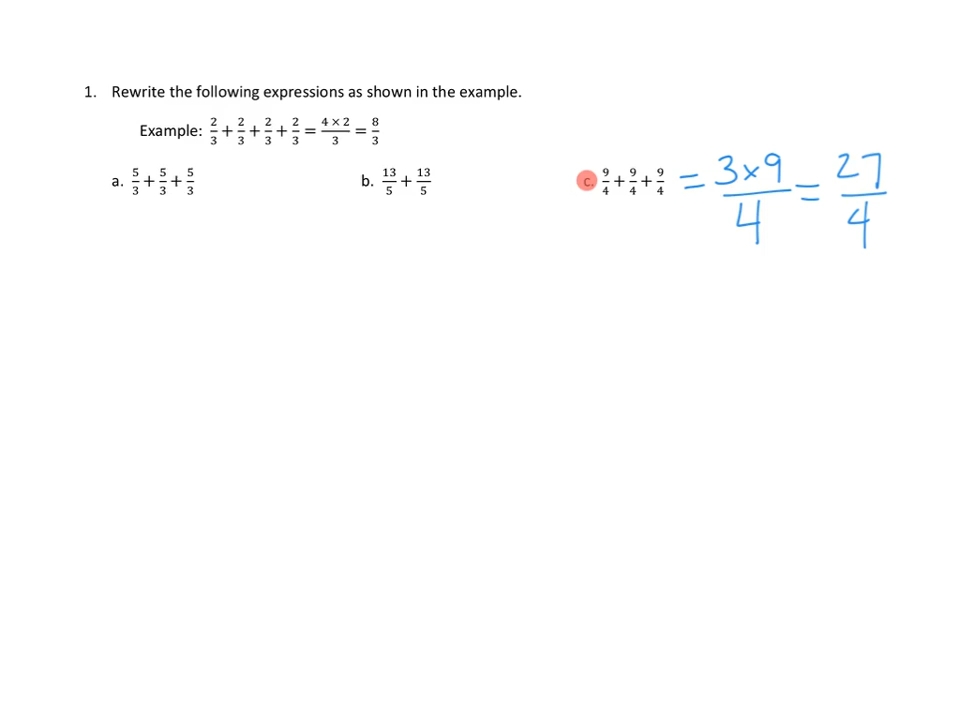 1. Rewrite the following expressions as shown in the example.
Example: 2/3 + 2/3 + 2/3 + 2/3 = 4 × 2/3 = 8/3
a. 5/3 + 5/3 + 5/3 b. 13/5 + 13/5 c. 9/4 + 9/4 + 9/4 = 3×9/4 = 27/4